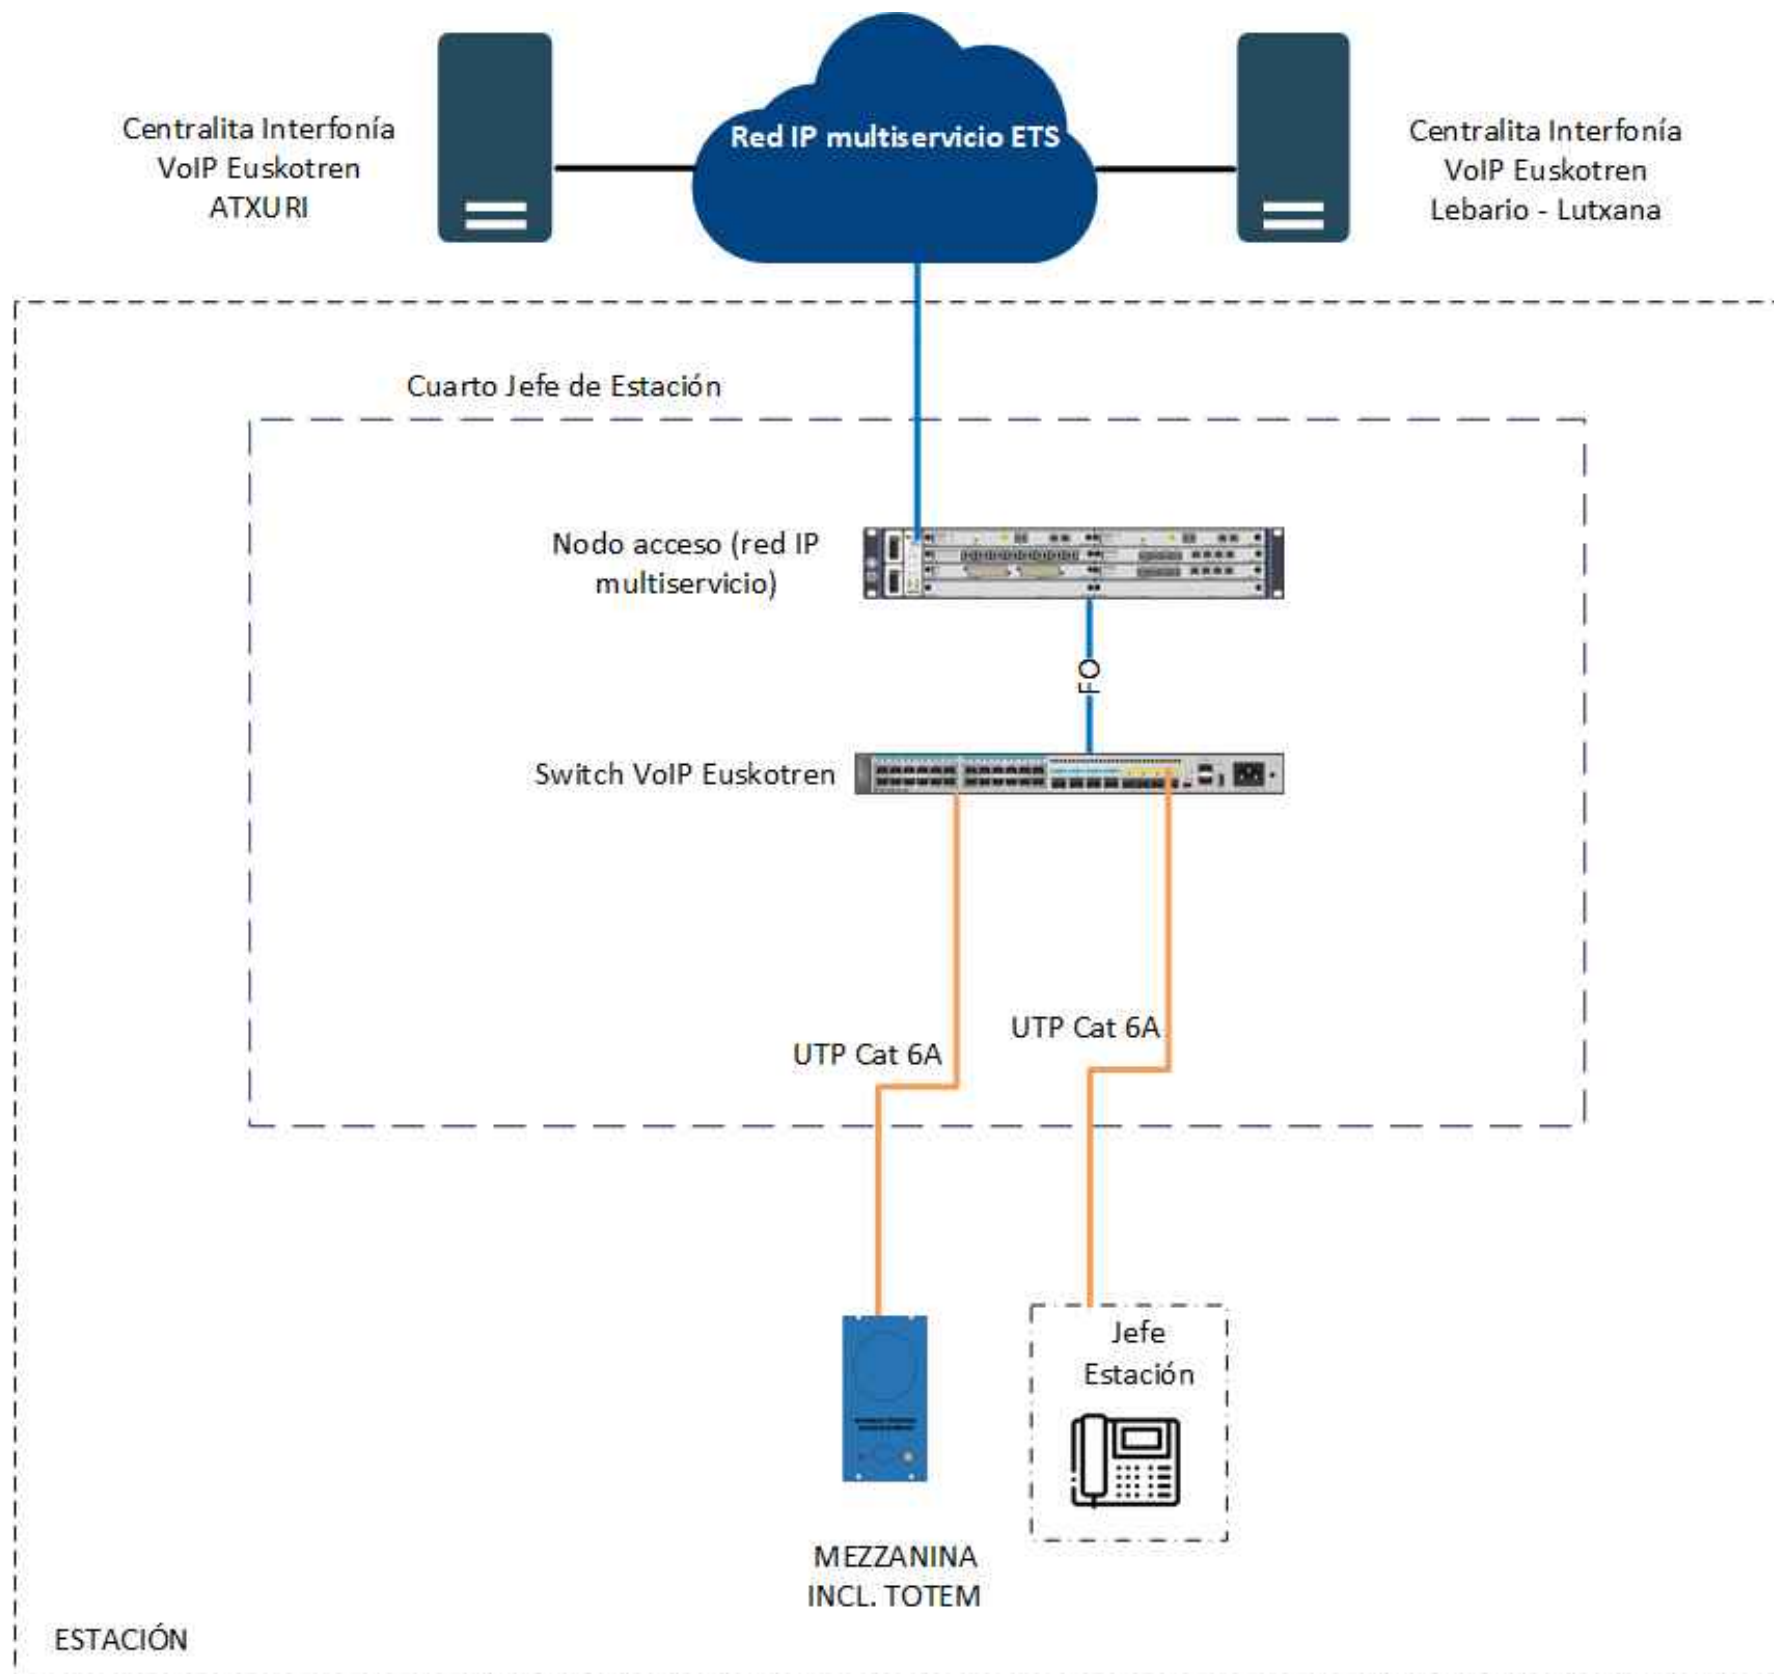 Centralita Interfonía
VoIP Euskotren
ATXURI
Red IP multiservicio ETS
Centralita Interfonía
VoIP Euskotren
Lebario - Lutxana
Cuarto Jefe de Estación
Nodo acceso (red IP
multiservicio)
FO
Switch VoIP Euskotren
UTP Cat 6A
UTP Cat 6A
Jefe
Estación
MEZZANINA
INCL. TOTEM
ESTACIÓN